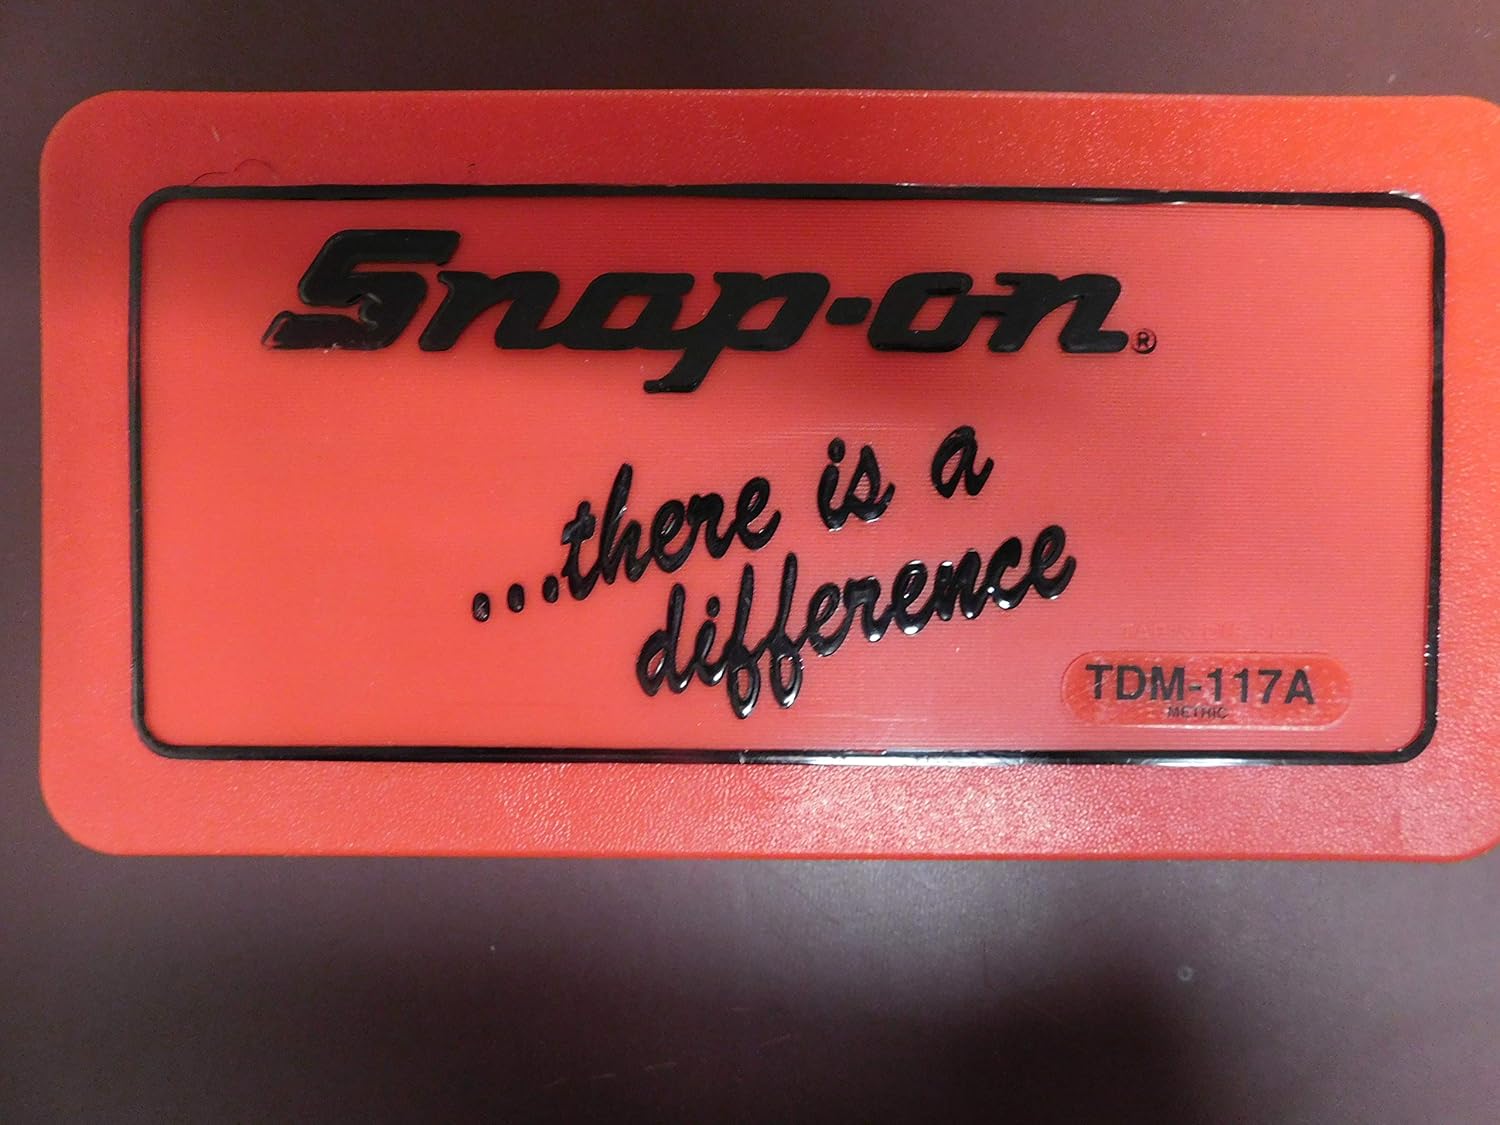 Snap-on®
...there is a
difference
TDM-117A
METRIC